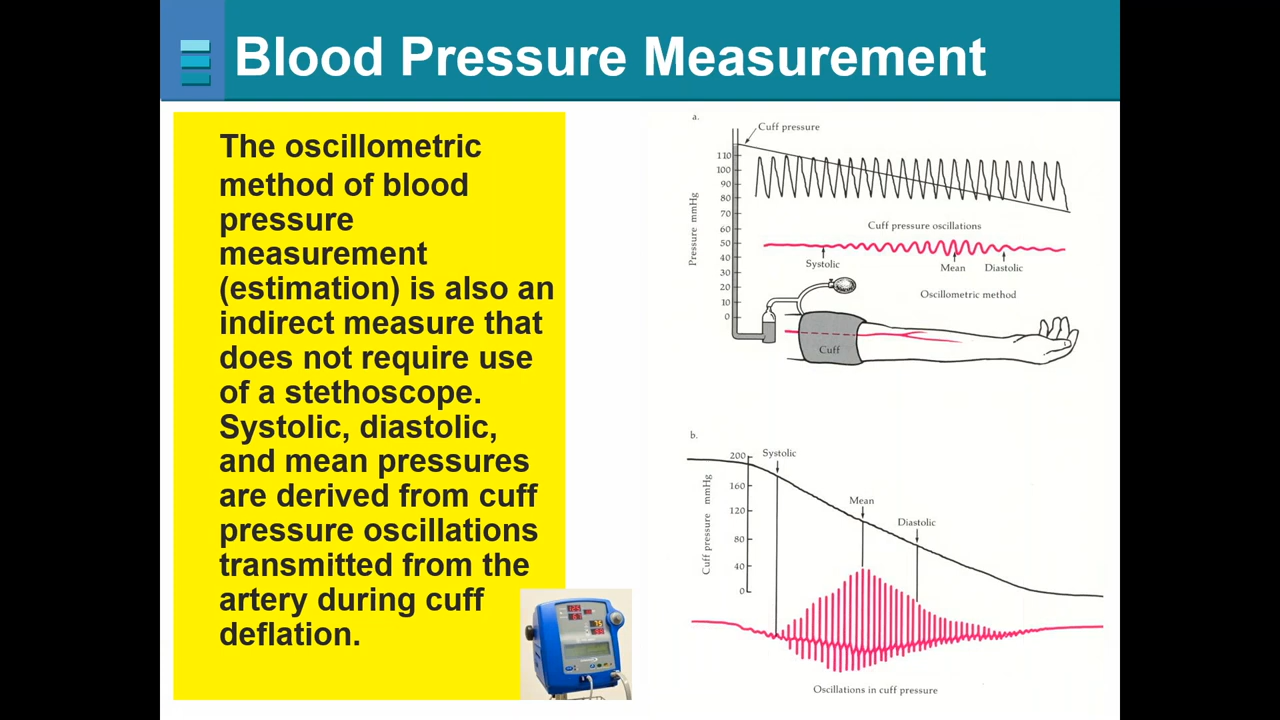 Blood Pressure Measurement
The oscillometric
method of blood
pressure
measurement
(estimation) is also an
indirect measure that
does not require use
of a stethoscope.
Systolic, diastolic,
and mean pressures
are derived from cuff
pressure oscillations
transmitted from the
artery during cuff
deflation.
a.
Cuff pressure
Pressure mmHg
110
100
90
80
70
60
50
40
30
20
10
0
Cuff pressure oscillations
Systolic
Mean
Diastolic
Oscillometric method
Cuff
b.
Cuff pressure mmHg
200
160
120
80
40
0
Systolic
Mean
Diastolic
Oscillations in cuff pressure